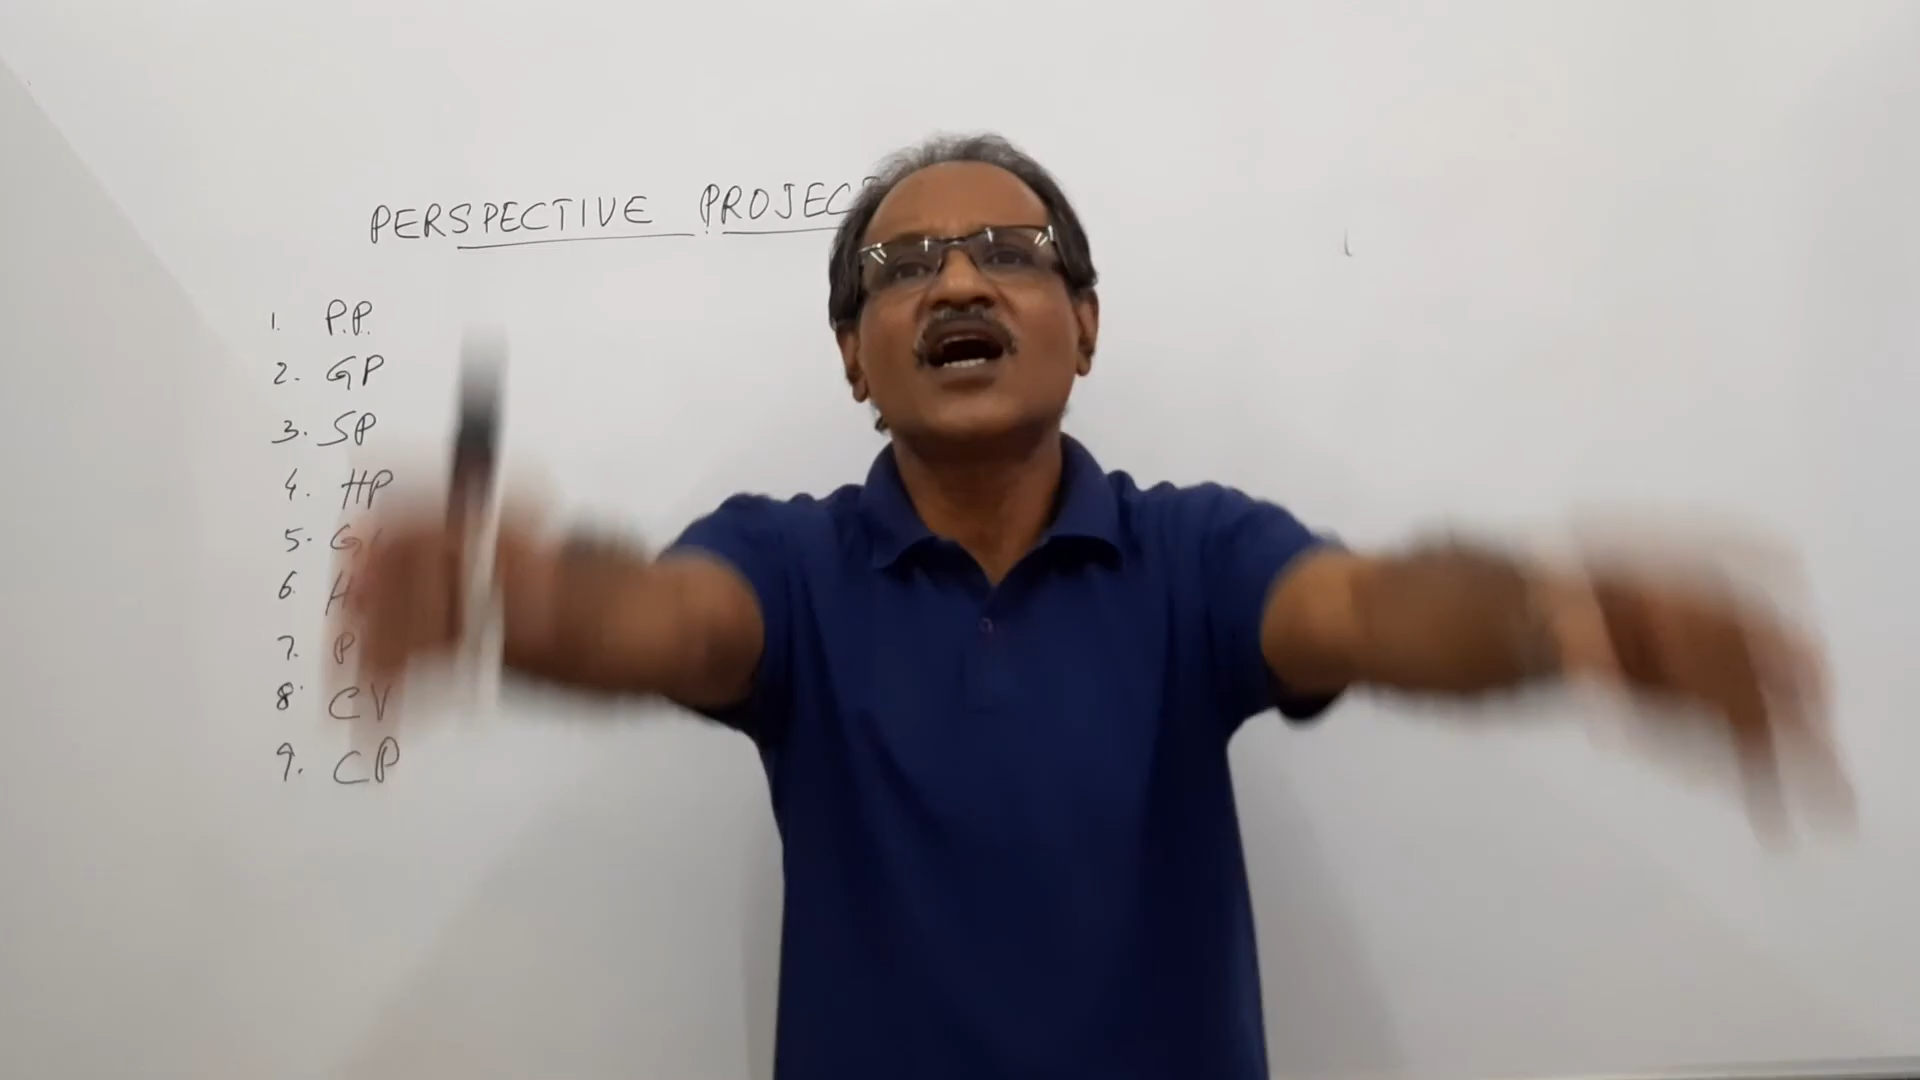 PERSPECTIVE PROJEC
1. P.P.
2. GP
3. SP
4. HP
5. G
6. H
7. P
8. CV
9. CP